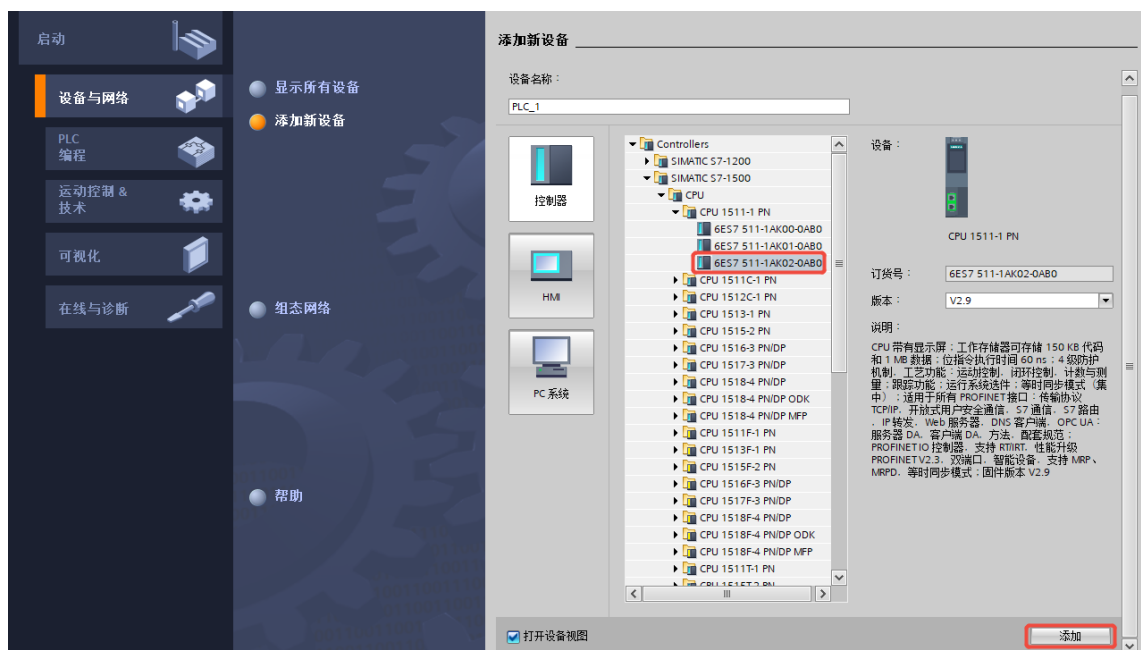 启动
设备与网络
PLC
编程
运动控制 &
技术
可视化
在线与诊断
显示所有设备
添加新设备
组态网络
帮助
添加新设备
设备名称：
PLC_1
控制器
HMI
PC 系统
Controllers
SIMATIC S7-1200
SIMATIC S7-1500
CPU
CPU 1511-1 PN
6ES7 511-1AK00-0AB0
6ES7 511-1AK01-0AB0
6ES7 511-1AK02-0AB0
CPU 1511C-1 PN
CPU 1512C-1 PN
CPU 1513-1 PN
CPU 1515-2 PN
CPU 1516-3 PN/DP
CPU 1517-3 PN/DP
CPU 1518-4 PN/DP
CPU 1518-4 PN/DP ODK
CPU 1518-4 PN/DP MFP
CPU 1511F-1 PN
CPU 1513F-1 PN
CPU 1515F-2 PN
CPU 1516F-3 PN/DP
CPU 1517F-3 PN/DP
CPU 1518F-4 PN/DP
CPU 1518F-4 PN/DP ODK
CPU 1518F-4 PN/DP MFP
CPU 1511T-1 PN
CPU 1515T-2 PN
设备：
CPU 1511-1 PN
订货号：
6ES7 511-1AK02-0AB0
版本：
V2.9
说明：
CPU 带有显示屏；工作存储器可存储 150 KB 代码
和 1 MB 数据；位指令执行时间 60 ns；4 级防护
机制、工艺功能：运动控制、闭环控制、计数与测
量；跟踪功能；运行系统选件；等时同步模式（集
中）；适用于所有 PROFINET 接口：传输协议
TCP/IP、开放式用户安全通信、S7 通信、S7 路由
、IP 转发、Web 服务器、DNS 客户端、OPC UA：
服务器 DA、客户端 DA、方法、配套规范；
PROFINET IO 控制器、支持 RT/IRT、性能升级
PROFINET V2.3、双端口、智能设备、支持 MRP、
MRPD、等时同步模式；固件版本 V2.9
打开设备视图
添加